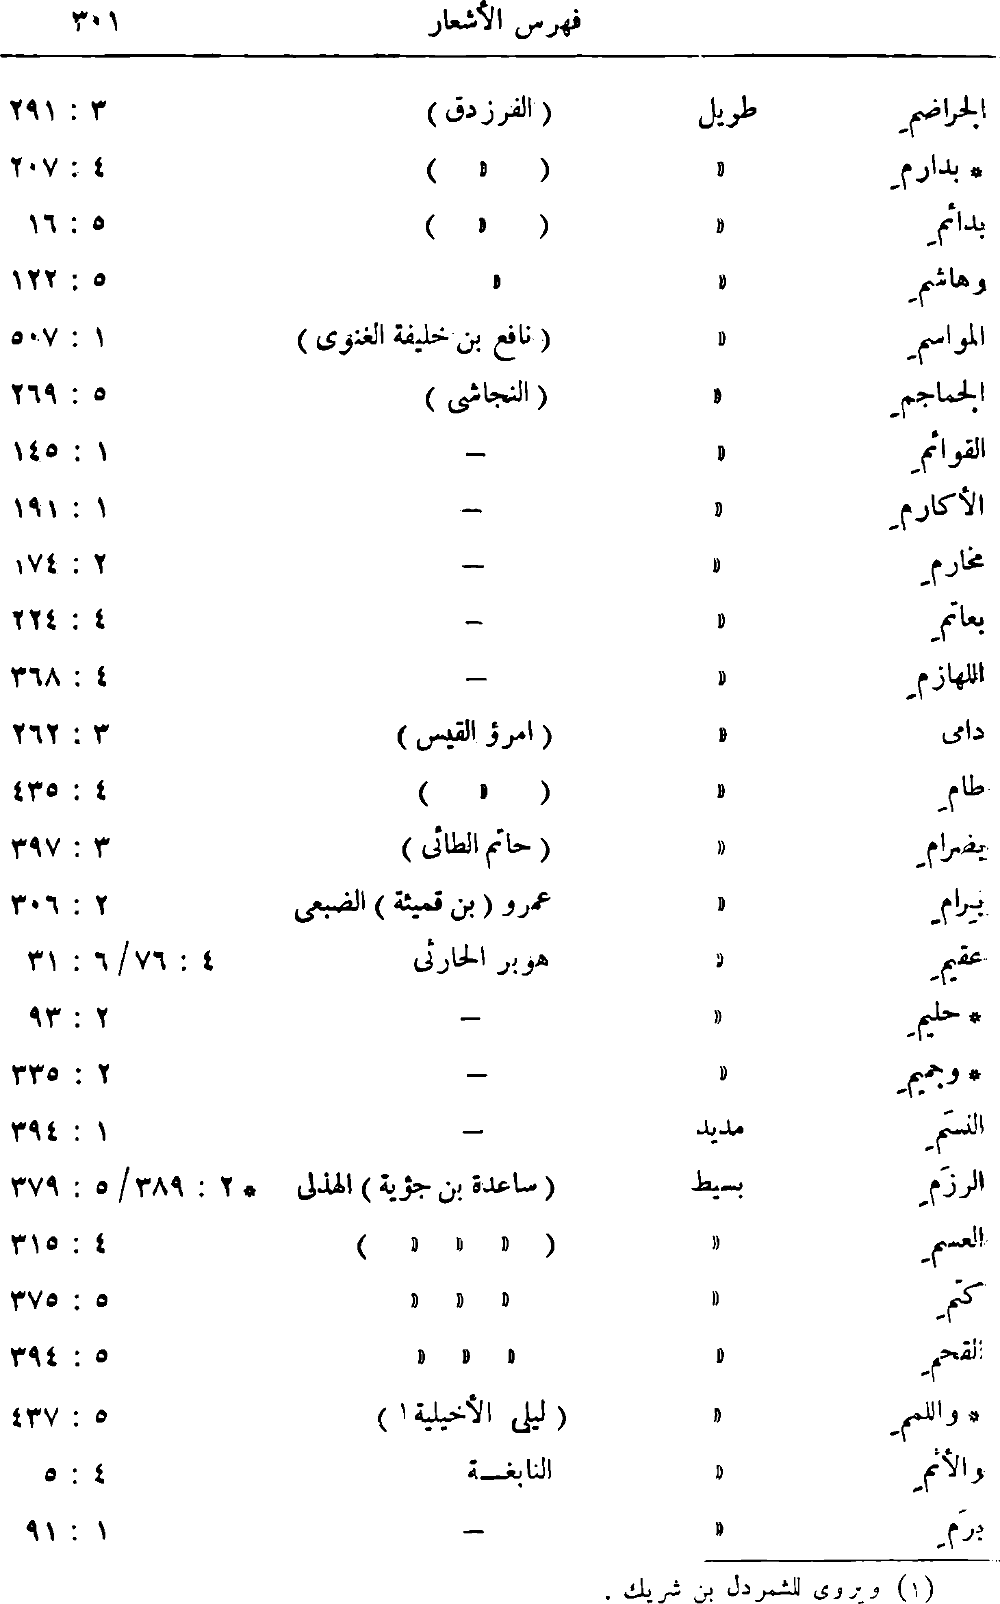 فهرس الأشعار ٣٠١
الجراضمِ طويل ( الفرزدق ) ٣ : ٢٩١
* بدارمِ » ( » ) ٤ : ٢٠٧
بدائمِ » ( » ) ٥ : ١٦
وهاشمِ » » ٥ : ١٢٢
المواسمِ » ( نافع بن خليفة الغنوى ) ١ : ٥٠٧
الجماجمِ » ( النجاشى ) ٥ : ٢٦٩
القوائمِ » – ١ : ١٤٥
الأكارمِ » – ١ : ١٩١
مخارمِ » – ٢ : ١٧٤
بعاتمِ » – ٤ : ٢٢٤
اللهازمِ » – ٤ : ٣٦٨
دامى » ( امرؤ القيس ) ٣ : ٢٦٢
طامِ » ( » ) ٤ : ٤٣٥
بضرامِ » ( حاتم الطائى ) ٣ : ٣٩٧
برامِ » عمرو ( بن قميئة ) الضبعى ٢ : ٣٠٦
عقيمِ » هوبر الحارثى ٤ : ٧٦ / ٦ : ٣١
* حليمِ » – ٢ : ٩٣
* وجميمِ » – ٢ : ٣٣٥
النسَمِ مديد – ١ : ٣٩٤
الرزَمِ بسيط ( ساعدة بن جؤية ) الهذلى * ٢ : ٣٨٩ / ٥ : ٣٧٩
العسمِ » ( » » » ) ٤ : ٣١٥
كتمِ » » » » ٥ : ٣٧٥
القحمِ » » » » ٥ : ٣٩٤
* واللممِ » ( ليلى الأخيلية١ ) ٥ : ٤٣٧
والأثمِ » النابغـــة ٤ : ٥
برَمِ » – ١ : ٩١
(١) ويروى للشمردل بن شريك .